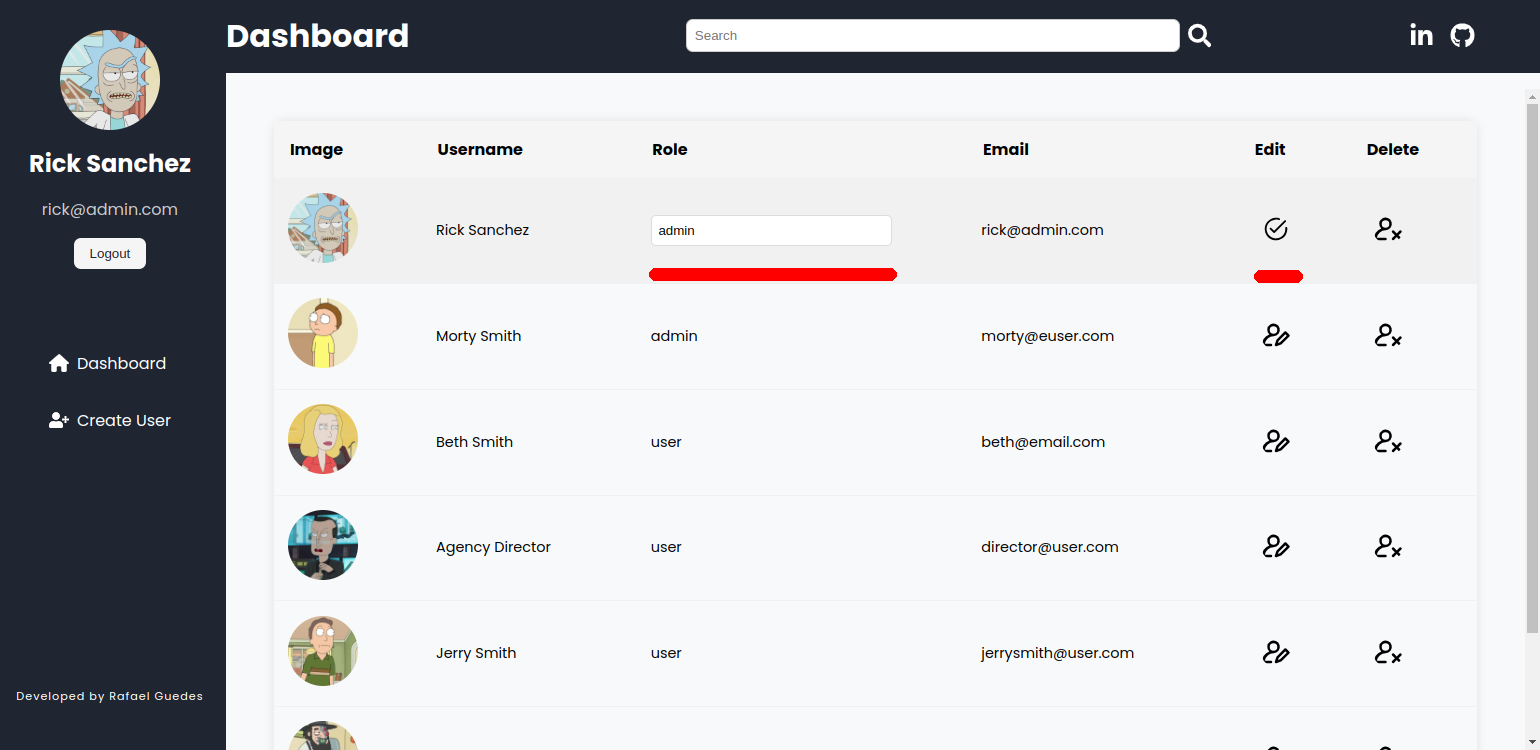 Dashboard
Search
Rick Sanchez
rick@admin.com
Logout
Dashboard
Create User
Developed by Rafael Guedes
Image Username Role Email Edit Delete
Rick Sanchez admin rick@admin.com
Morty Smith admin morty@euser.com
Beth Smith user beth@email.com
Agency Director user director@user.com
Jerry Smith user jerrysmith@user.com